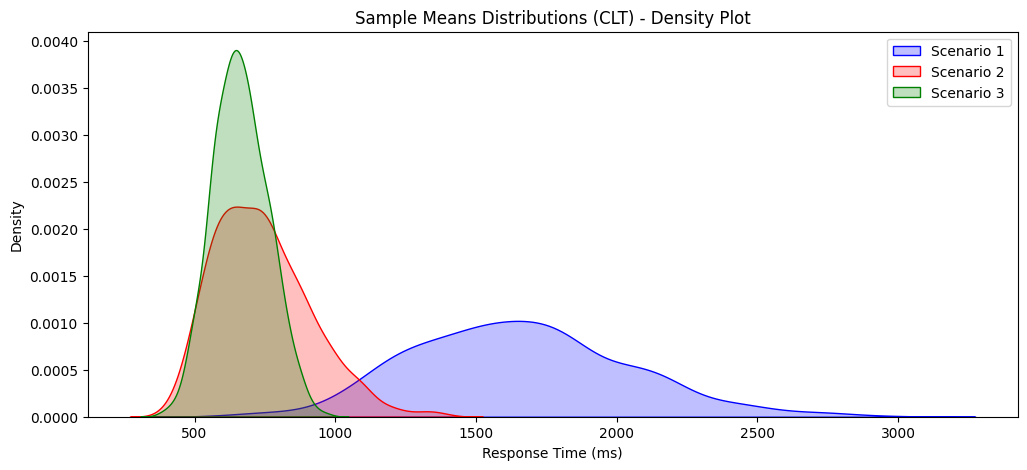 Sample Means Distributions (CLT) - Density Plot
Scenario 1
Scenario 2
Scenario 3
Density
0.0040
0.0035
0.0030
0.0025
0.0020
0.0015
0.0010
0.0005
0.0000
500 1000 1500 2000 2500 3000
Response Time (ms)